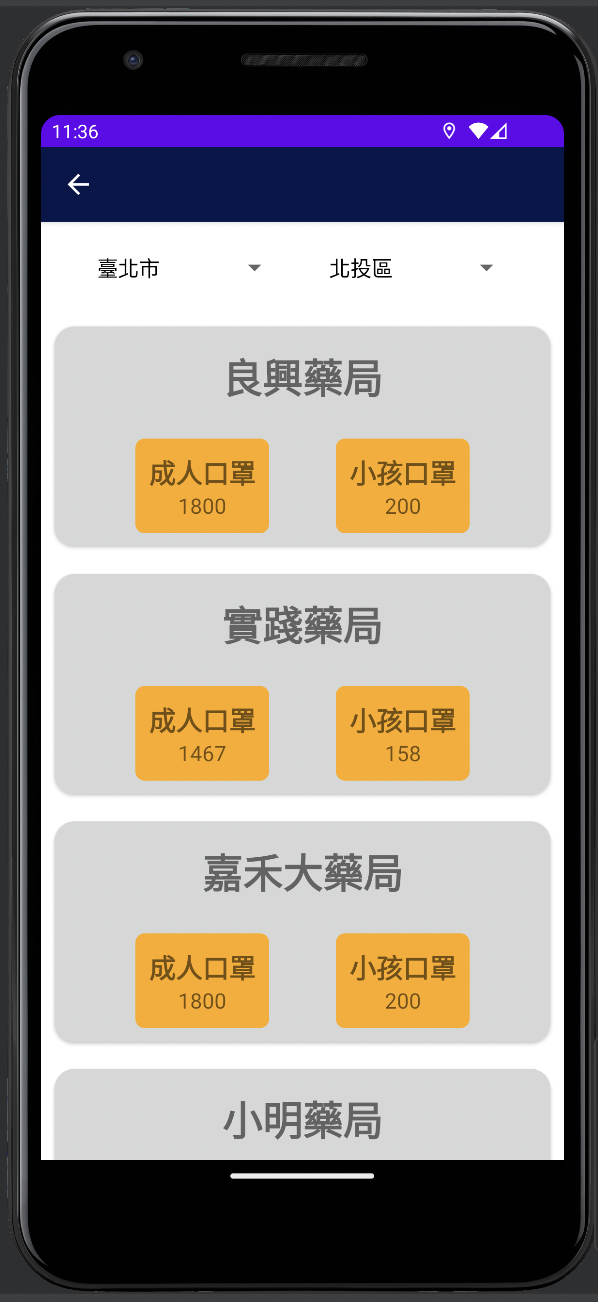 11:36
臺北市 北投區
良興藥局
成人口罩 小孩口罩
1800 200
實踐藥局
成人口罩 小孩口罩
1467 158
嘉禾大藥局
成人口罩 小孩口罩
1800 200
小明藥局